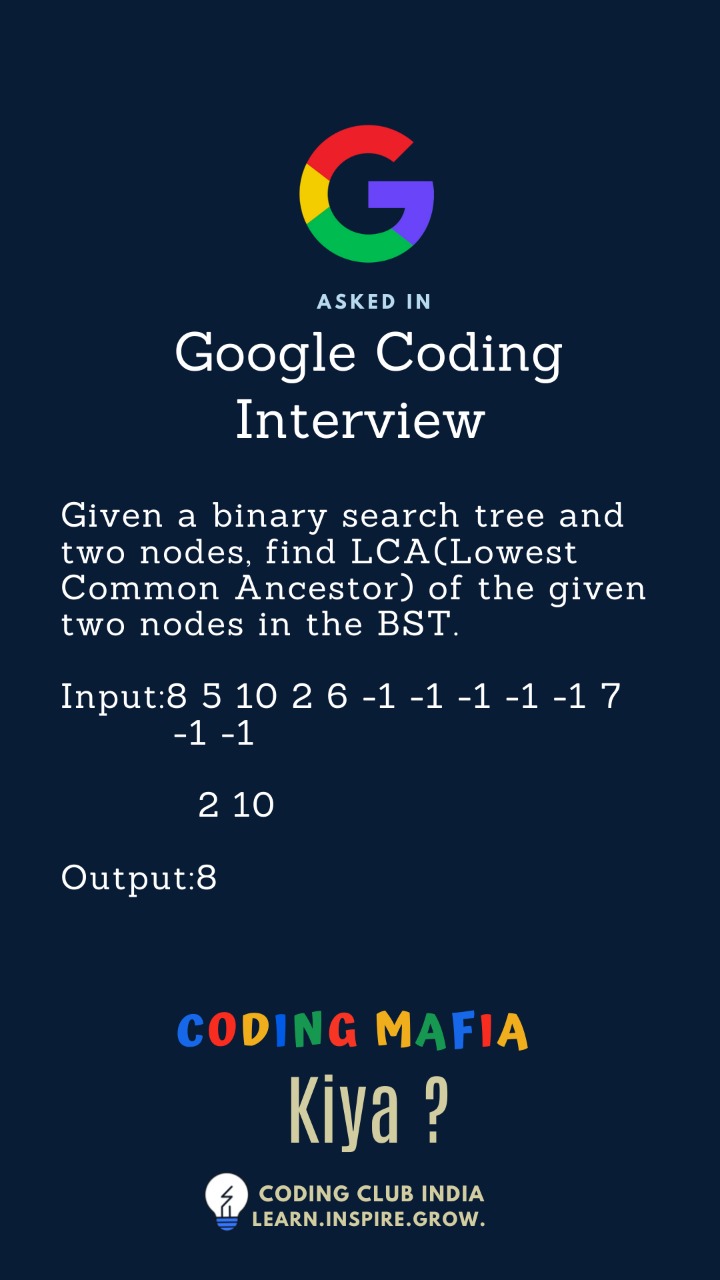 ASKED IN
Google Coding
Interview
Given a binary search tree and
two nodes, find LCA(Lowest
Common Ancestor) of the given
two nodes in the BST.
Input:8 5 10 2 6 -1 -1 -1 -1 -1 7
-1 -1
2 10
Output:8
CODING MAFIA
Kiya ?
CODING CLUB INDIA
LEARN.INSPIRE.GROW.